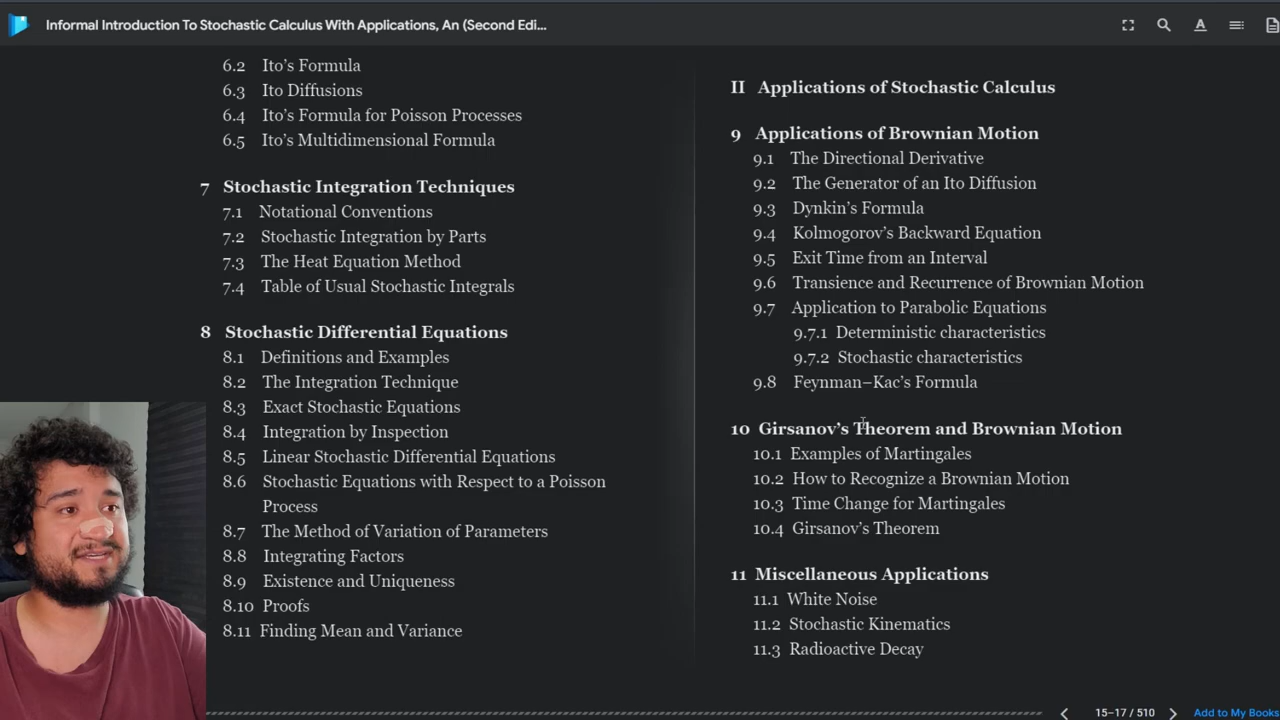 Informal Introduction To Stochastic Calculus With Applications, An (Second Edi...
6.2 Ito's Formula
6.3 Ito Diffusions
6.4 Ito's Formula for Poisson Processes
6.5 Ito's Multidimensional Formula
7 Stochastic Integration Techniques
7.1 Notational Conventions
7.2 Stochastic Integration by Parts
7.3 The Heat Equation Method
7.4 Table of Usual Stochastic Integrals
8 Stochastic Differential Equations
8.1 Definitions and Examples
8.2 The Integration Technique
8.3 Exact Stochastic Equations
8.4 Integration by Inspection
8.5 Linear Stochastic Differential Equations
8.6 Stochastic Equations with Respect to a Poisson
Process
8.7 The Method of Variation of Parameters
8.8 Integrating Factors
8.9 Existence and Uniqueness
8.10 Proofs
8.11 Finding Mean and Variance
II Applications of Stochastic Calculus
9 Applications of Brownian Motion
9.1 The Directional Derivative
9.2 The Generator of an Ito Diffusion
9.3 Dynkin's Formula
9.4 Kolmogorov's Backward Equation
9.5 Exit Time from an Interval
9.6 Transience and Recurrence of Brownian Motion
9.7 Application to Parabolic Equations
9.7.1 Deterministic characteristics
9.7.2 Stochastic characteristics
9.8 Feynman–Kac's Formula
10 Girsanov's Theorem and Brownian Motion
10.1 Examples of Martingales
10.2 How to Recognize a Brownian Motion
10.3 Time Change for Martingales
10.4 Girsanov's Theorem
11 Miscellaneous Applications
11.1 White Noise
11.2 Stochastic Kinematics
11.3 Radioactive Decay
15–17 / 510
Add to My Books